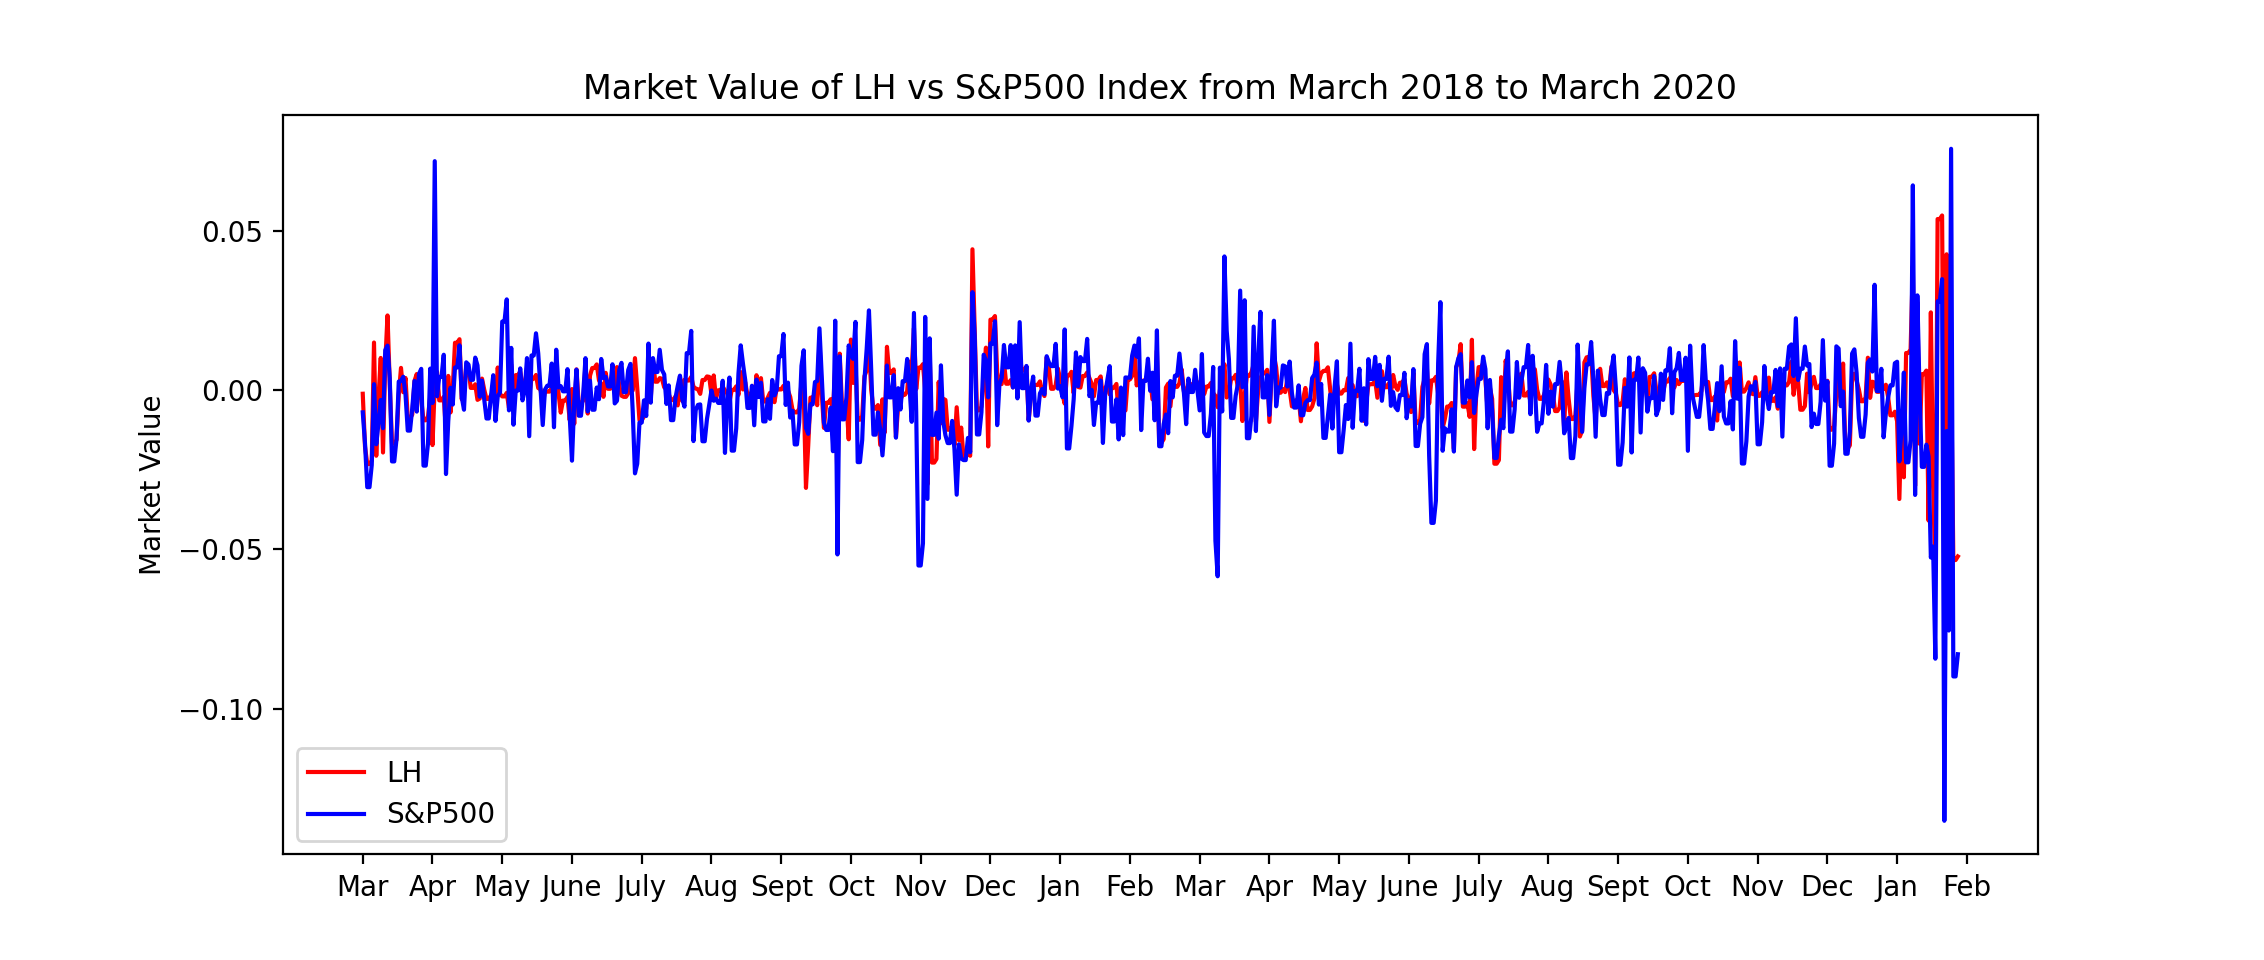 Market Value of LH vs S&P500 Index from March 2018 to March 2020
Market Value
0.05
0.00
−0.05
−0.10
LH
S&P500
Mar Apr May June July Aug Sept Oct Nov Dec Jan Feb Mar Apr May June July Aug Sept Oct Nov Dec Jan Feb